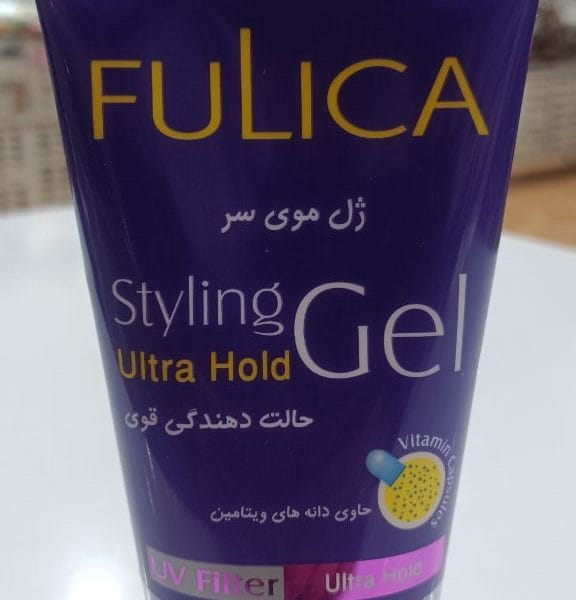 FULICA
ژل موی سر
Styling Gel
Ultra Hold
حالت دهندگی قوی
Vitamin Capsules
حاوی دانه های ویتامین
UV Filter
Ultra Hold